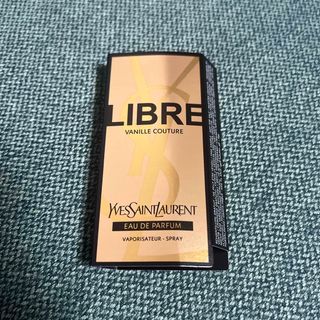 LIBRE
VANILLE COUTURE
YVESSAINTLAURENT
EAU DE PARFUM
VAPORISATEUR - SPRAY